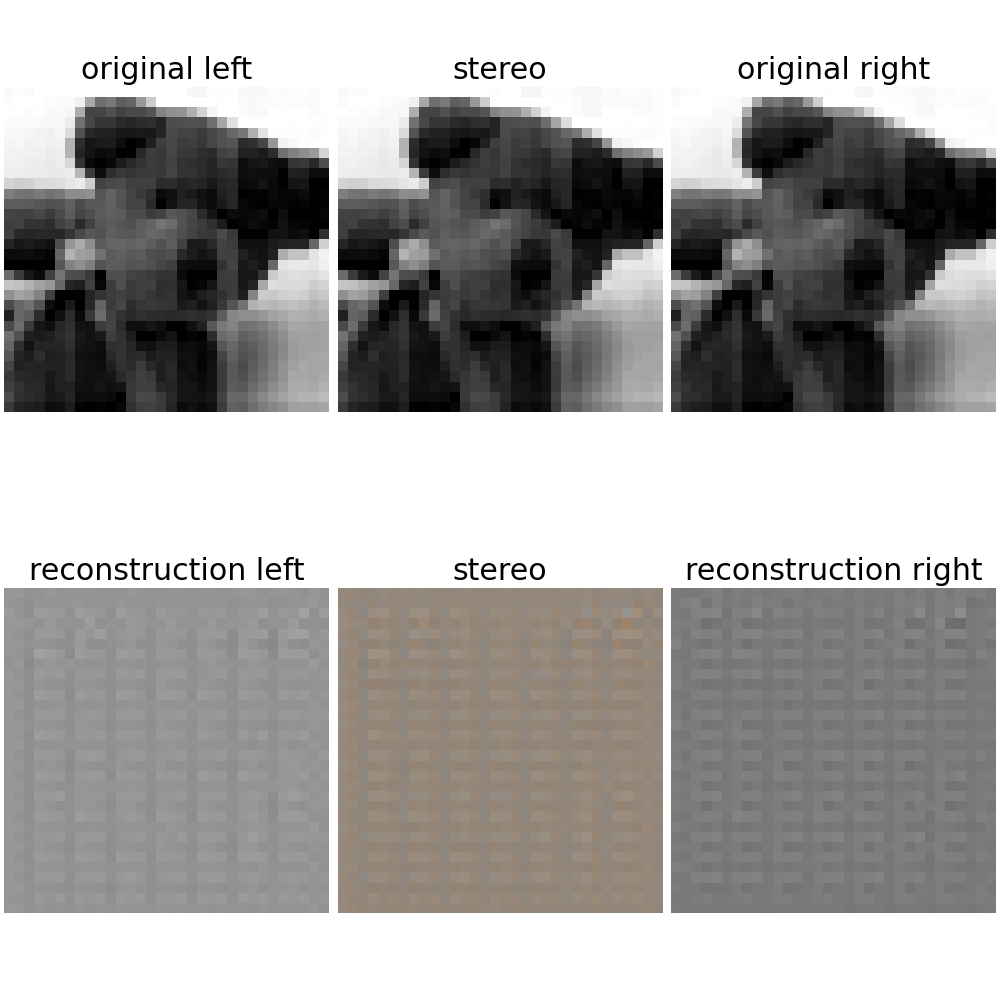 original left
stereo
original right
reconstruction left
stereo
reconstruction right